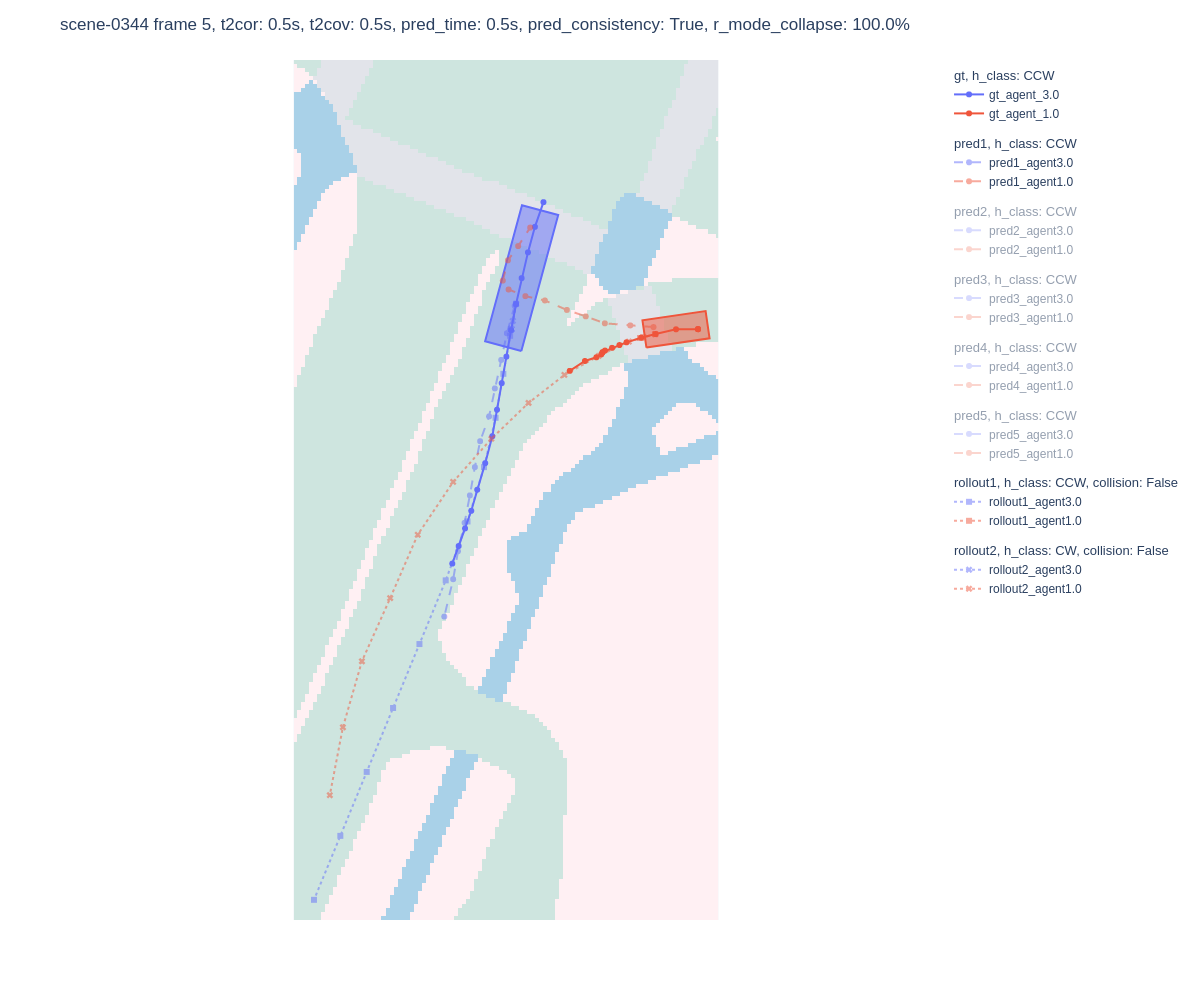 scene-0344 frame 5, t2cor: 0.5s, t2cov: 0.5s, pred_time: 0.5s, pred_consistency: True, r_mode_collapse: 100.0%
gt, h_class: CCW
gt_agent_3.0
gt_agent_1.0
pred1, h_class: CCW
pred1_agent3.0
pred1_agent1.0
pred2, h_class: CCW
pred2_agent3.0
pred2_agent1.0
pred3, h_class: CCW
pred3_agent3.0
pred3_agent1.0
pred4, h_class: CCW
pred4_agent3.0
pred4_agent1.0
pred5, h_class: CCW
pred5_agent3.0
pred5_agent1.0
rollout1, h_class: CCW, collision: False
rollout1_agent3.0
rollout1_agent1.0
rollout2, h_class: CW, collision: False
rollout2_agent3.0
rollout2_agent1.0